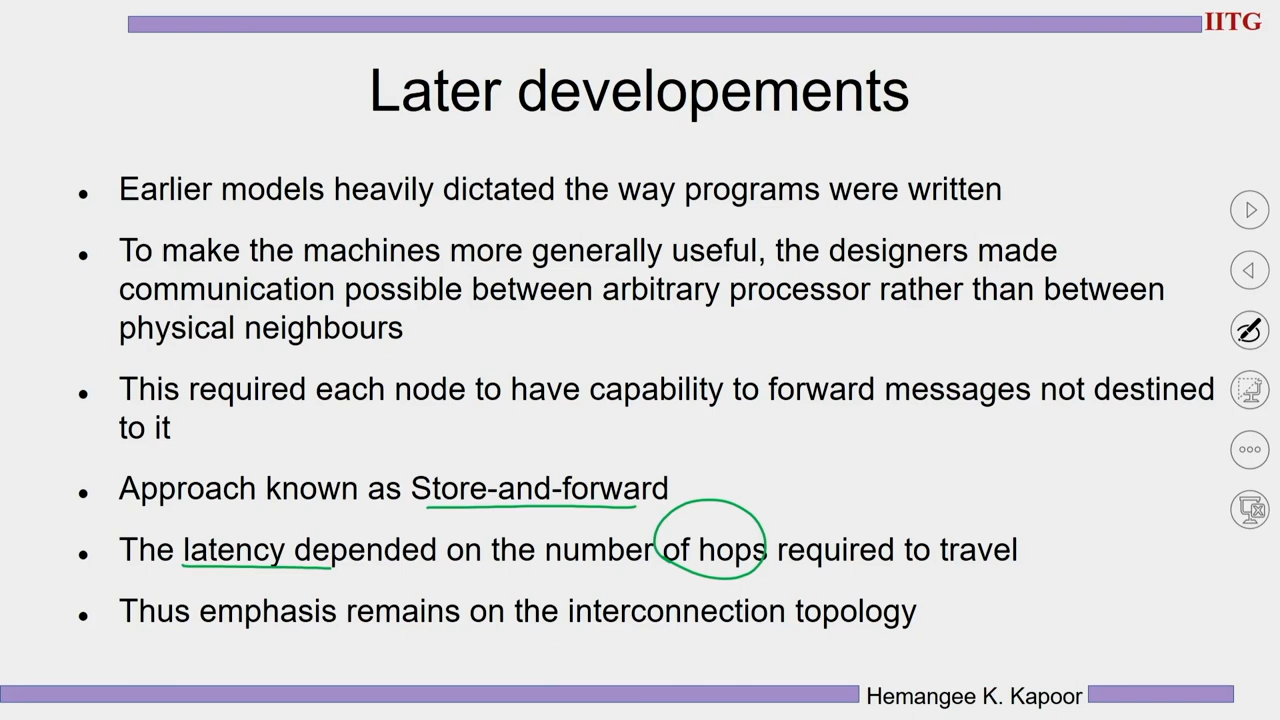 IITG
Later developements
• Earlier models heavily dictated the way programs were written
• To make the machines more generally useful, the designers made
communication possible between arbitrary processor rather than between
physical neighbours
• This required each node to have capability to forward messages not destined
to it
• Approach known as Store-and-forward
• The latency depended on the number of hops required to travel
• Thus emphasis remains on the interconnection topology
Hemangee K. Kapoor